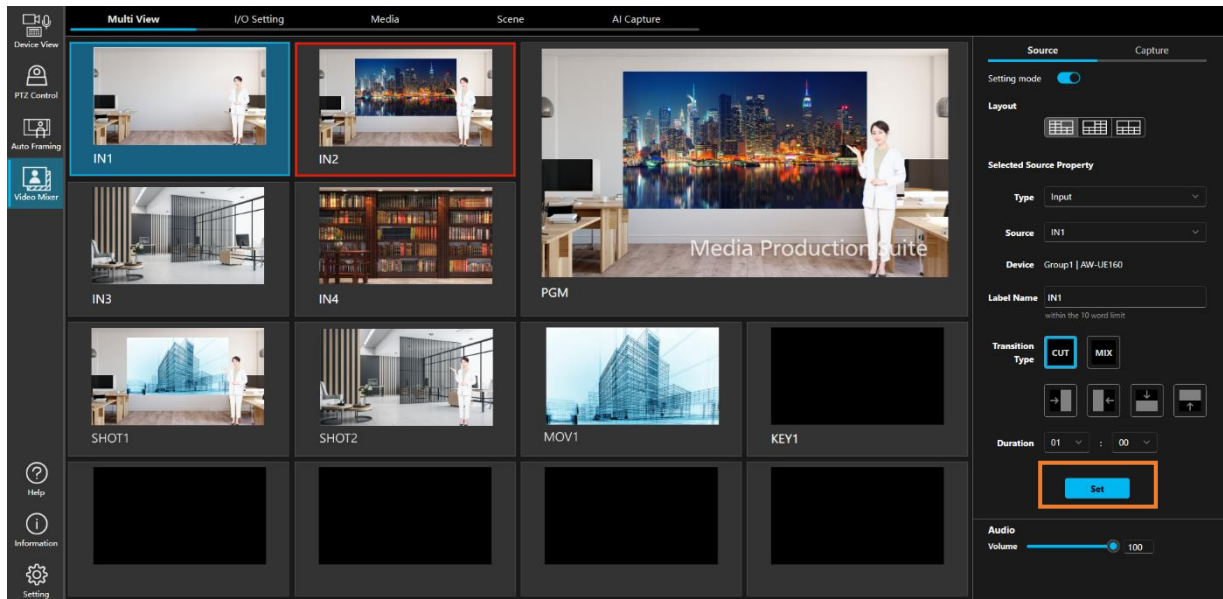 Multi View
I/O Setting
Media
Scene
AI Capture
Device View
PTZ Control
Auto Framing
Video Mixer
Help
Information
Setting
IN1
IN2
IN3
IN4
Media Production Suite
PGM
SHOT1
SHOT2
MOV1
KEY1
Source
Capture
Setting mode
Layout
Selected Source Property
Type
Input
Source
IN1
Device
Group1 | AW-UE160
Label Name
IN1
within the 10 word limit
Transition
Type
CUT
MIX
Duration
01
:
00
Set
Audio
Volume
100